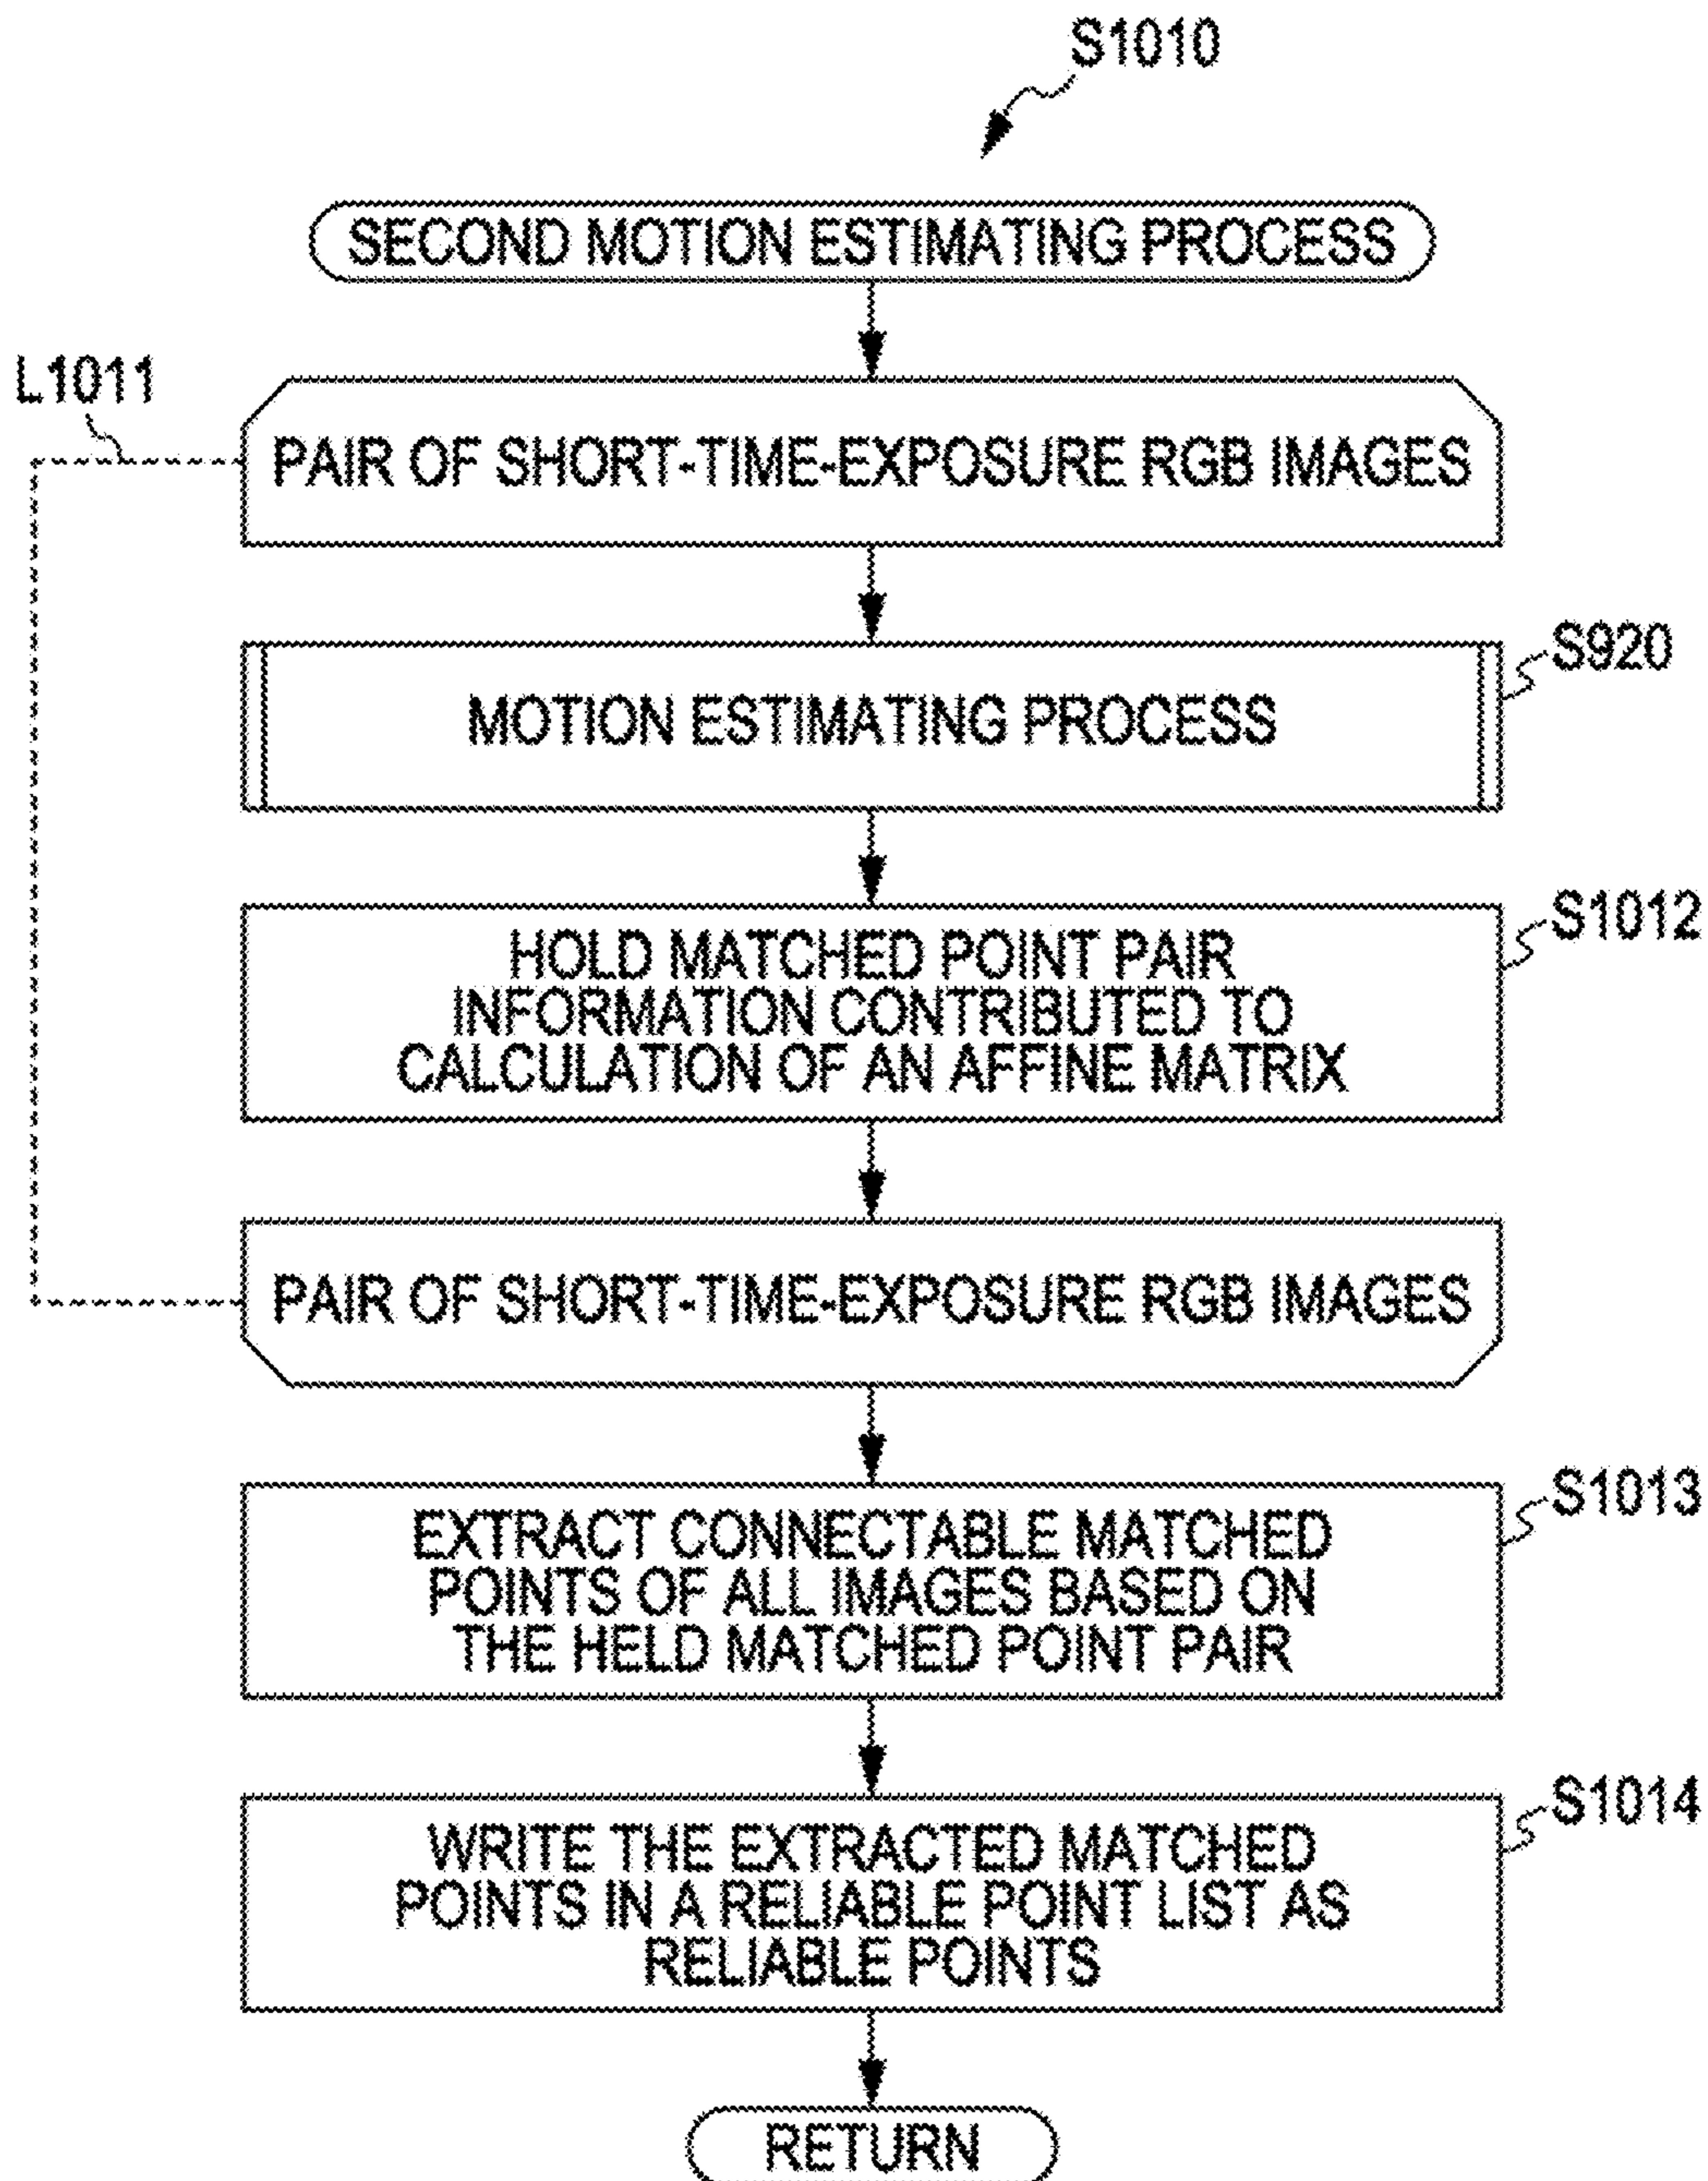 S1010
SECOND MOTION ESTIMATING PROCESS
L1011
PAIR OF SHORT-TIME-EXPOSURE RGB IMAGES
S920
MOTION ESTIMATING PROCESS
S1012
HOLD MATCHED POINT PAIR
INFORMATION CONTRIBUTED TO
CALCULATION OF AN AFFINE MATRIX
PAIR OF SHORT-TIME-EXPOSURE RGB IMAGES
S1013
EXTRACT CONNECTABLE MATCHED
POINTS OF ALL IMAGES BASED ON
THE HELD MATCHED POINT PAIR
S1014
WRITE THE EXTRACTED MATCHED
POINTS IN A RELIABLE POINT LIST AS
RELIABLE POINTS
RETURN